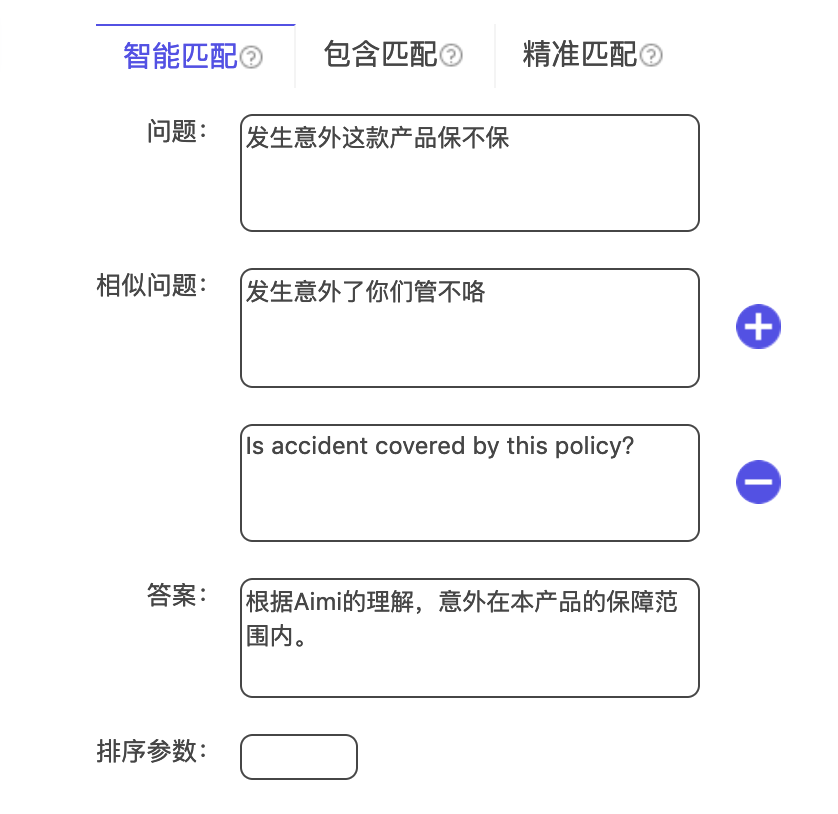 智能匹配? 包含匹配? 精准匹配?
问题： 发生意外这款产品保不保
相似问题： 发生意外了你们管不咯
Is accident covered by this policy?
答案： 根据Aimi的理解，意外在本产品的保障范
围内。
排序参数：